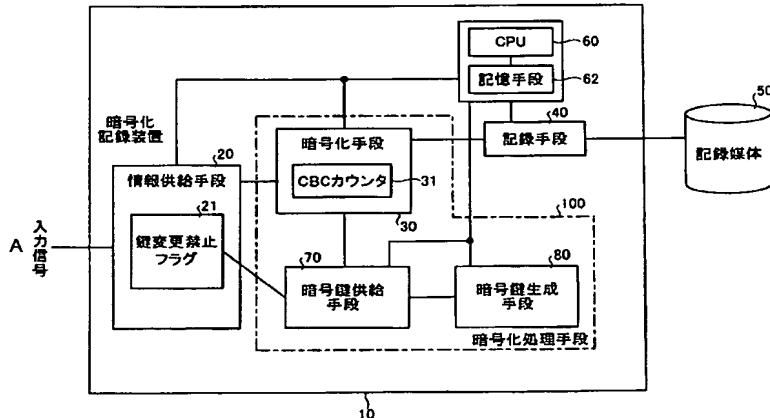 CPU
60
記憶手段
62
50
暗号化
記録装置
40
記録手段
記録媒体
20
情報供給手段
暗号化手段
CBCカウンタ
31
30
100
21
鍵変更禁止
フラグ
A
入力信号
70
暗号鍵供給
手段
80
暗号鍵生成
手段
暗号化処理手段
10